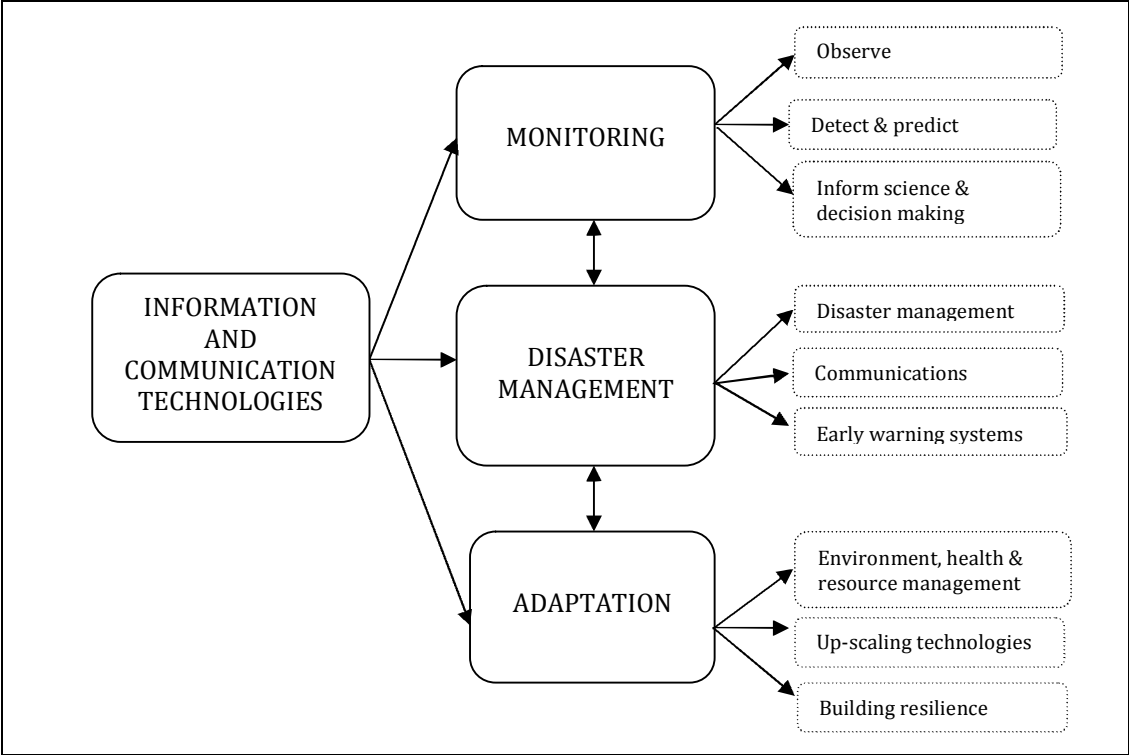 INFORMATION
AND
COMMUNICATION
TECHNOLOGIES
MONITORING
Observe
Detect & predict
Inform science &
decision making
DISASTER
MANAGEMENT
Disaster management
Communications
Early warning systems
ADAPTATION
Environment, health &
resource management
Up-scaling technologies
Building resilience